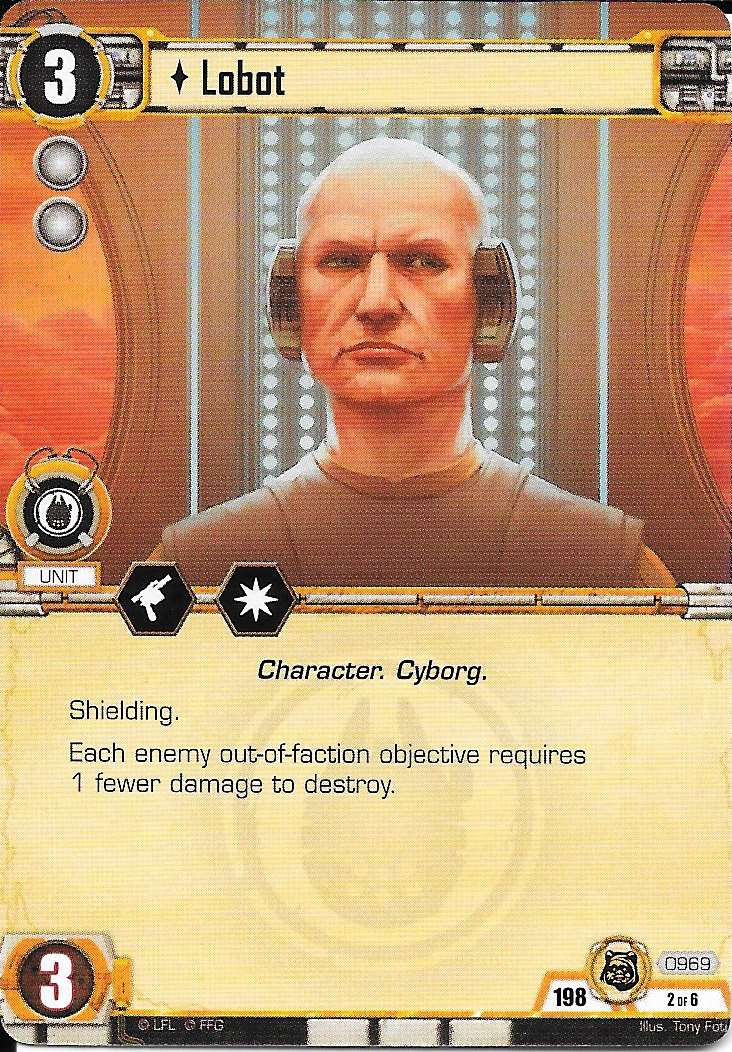 3
Lobot
UNIT
Character. Cyborg.
Shielding.
Each enemy out-of-faction objective requires
1 fewer damage to destroy.
3
0969
198
2 OF 6
© LFL © FFG
Illus. Tony